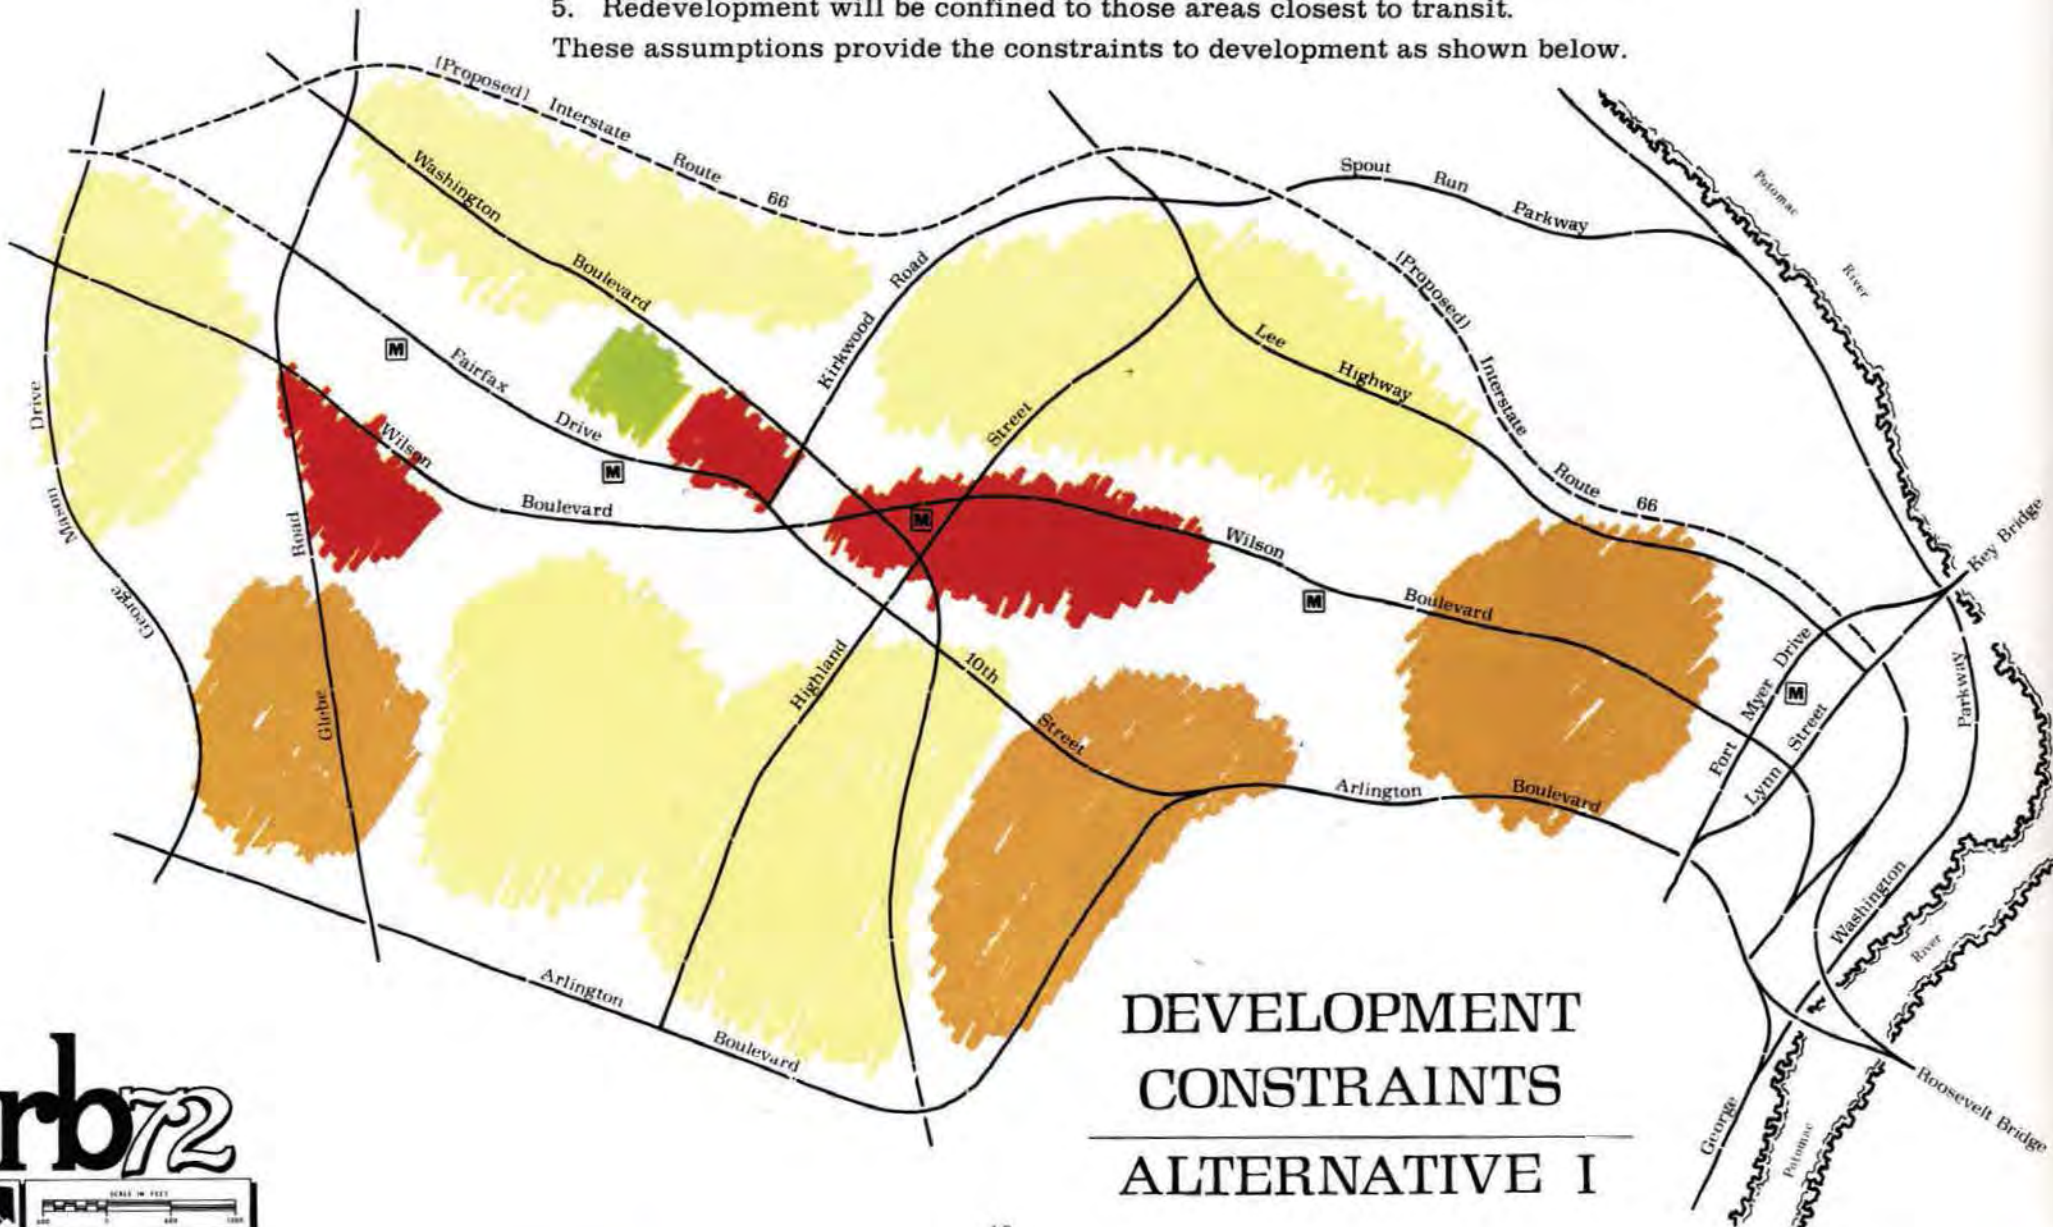 5. Redevelopment will be confined to those areas closest to transit.
These assumptions provide the constraints to development as shown below.
(Proposed) Interstate Route 66
Spout Run Parkway
Potomac River
Washington Boulevard
Kirkwood Road
(Proposed) Interstate Route 66
Lee Highway
M
Fairfax Drive
M
Drive
Mason
George
Wilson Boulevard
Road
Glebe
Street
Highland
M
Wilson Boulevard
M
Key Bridge
10th Street
Fort Myer Drive
M
Lynn Street
Parkway
Arlington Boulevard
Washington
River
Arlington Boulevard
George
Potomac
Roosevelt Bridge
DEVELOPMENT
CONSTRAINTS
ALTERNATIVE I
rb72
SCALE IN FEET